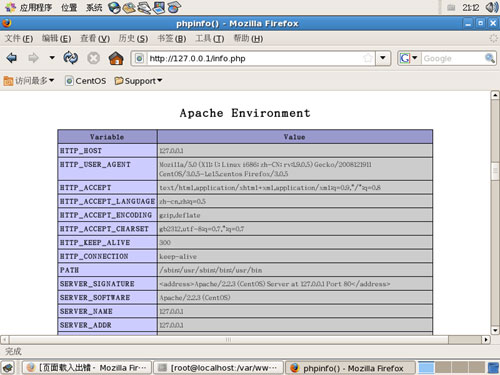 应用程序 位置 系统 21:12
phpinfo() - Mozilla Firefox
文件(F) 编辑(E) 查看(V) 历史(S) 书签(B) 工具(T) 帮助(H)
http://127.0.0.1/info.php Google
访问最多 CentOS Support
Apache Environment
Variable Value
HTTP_HOST 127.0.0.1
HTTP_USER_AGENT Mozilla/5.0 (X11; U; Linux i686; zh-CN; rv:1.9.0.5) Gecko/2008121911
CentOS/3.0.5-1.el5.centos Firefox/3.0.5
HTTP_ACCEPT text/html,application/xhtml+xml,application/xml;q=0.9,*/*;q=0.8
HTTP_ACCEPT_LANGUAGE zh-cn,zh;q=0.5
HTTP_ACCEPT_ENCODING gzip,deflate
HTTP_ACCEPT_CHARSET gb2312,utf-8;q=0.7,*;q=0.7
HTTP_KEEP_ALIVE 300
HTTP_CONNECTION keep-alive
PATH /sbin:/usr/sbin:/bin:/usr/bin
SERVER_SIGNATURE <address>Apache/2.2.3 (CentOS) Server at 127.0.0.1 Port 80</address>
SERVER_SOFTWARE Apache/2.2.3 (CentOS)
SERVER_NAME 127.0.0.1
SERVER_ADDR 127.0.0.1
完成
[页面载入出错 - Mozilla Fir··· [root@localhost:/var/ww··· phpinfo() - Mozilla Firefox